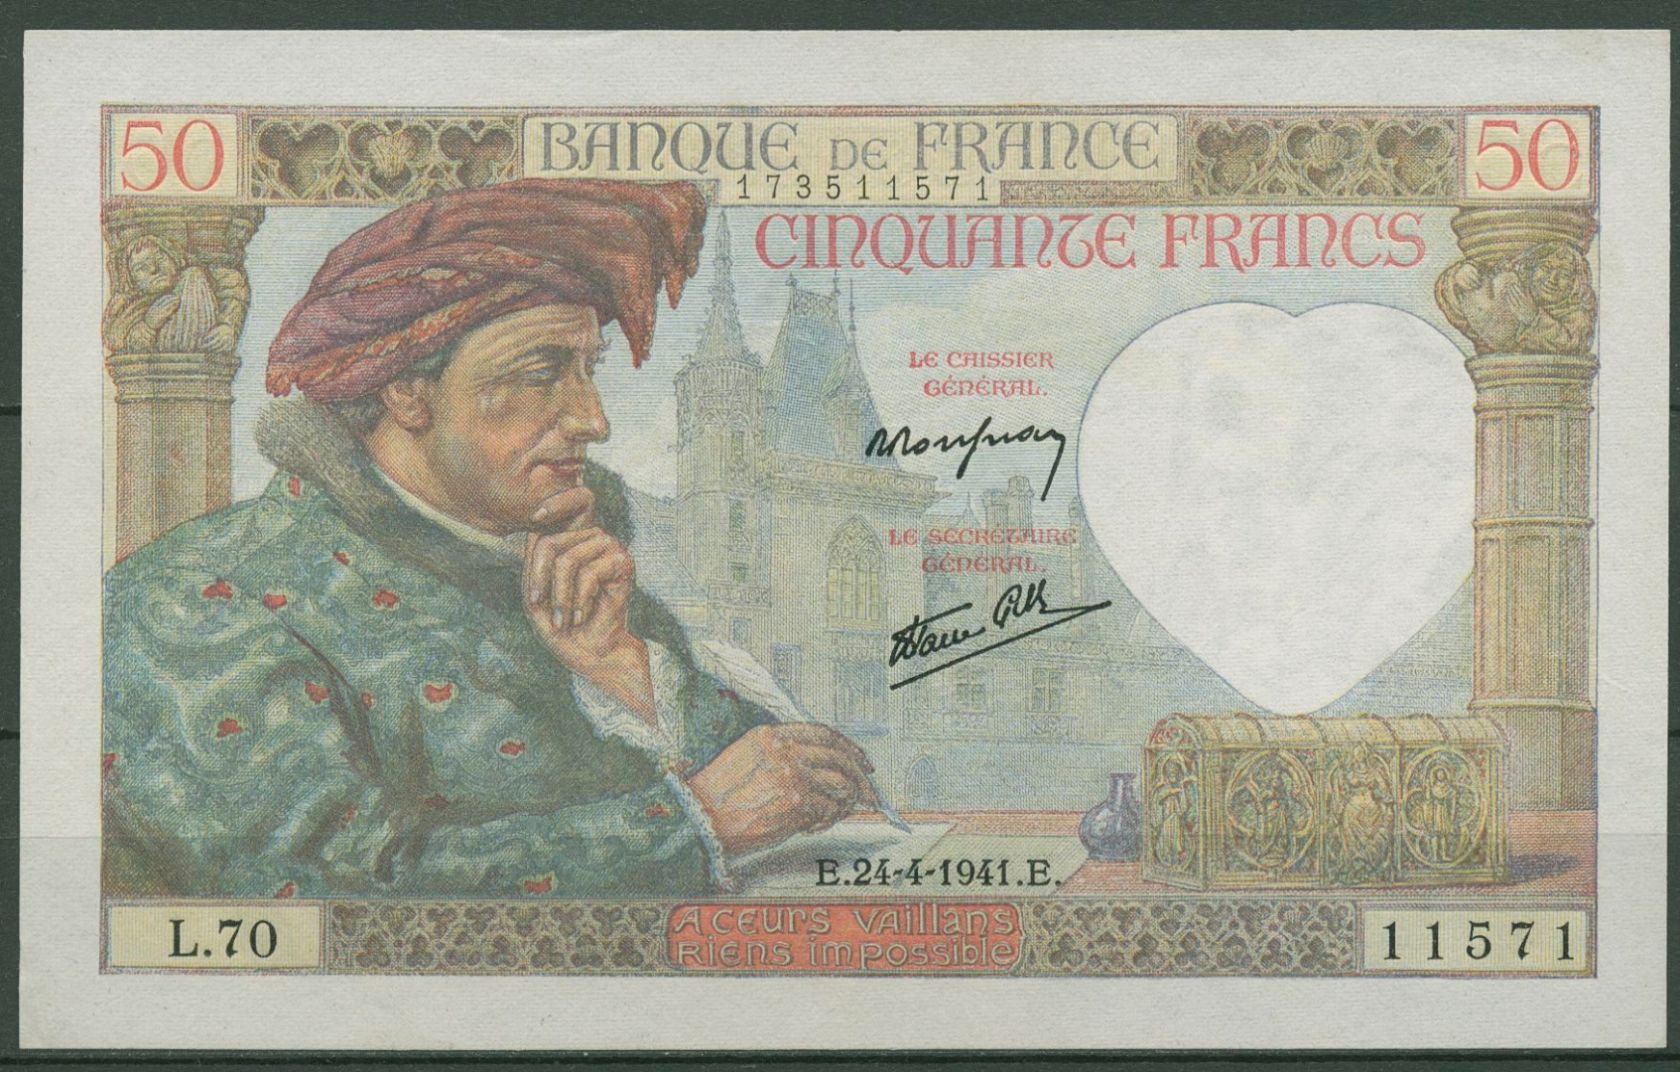 50 BANQUE DE FRANCE 50
173511571
CINQUANTE FRANCS
LE CAISSIER
GÉNÉRAL.
LE SECRÉTAIRE
GÉNÉRAL.
E.24-4-1941.E.
L.70
A CŒURS VAILLANS
RIENS IMPOSSIBLE
11571